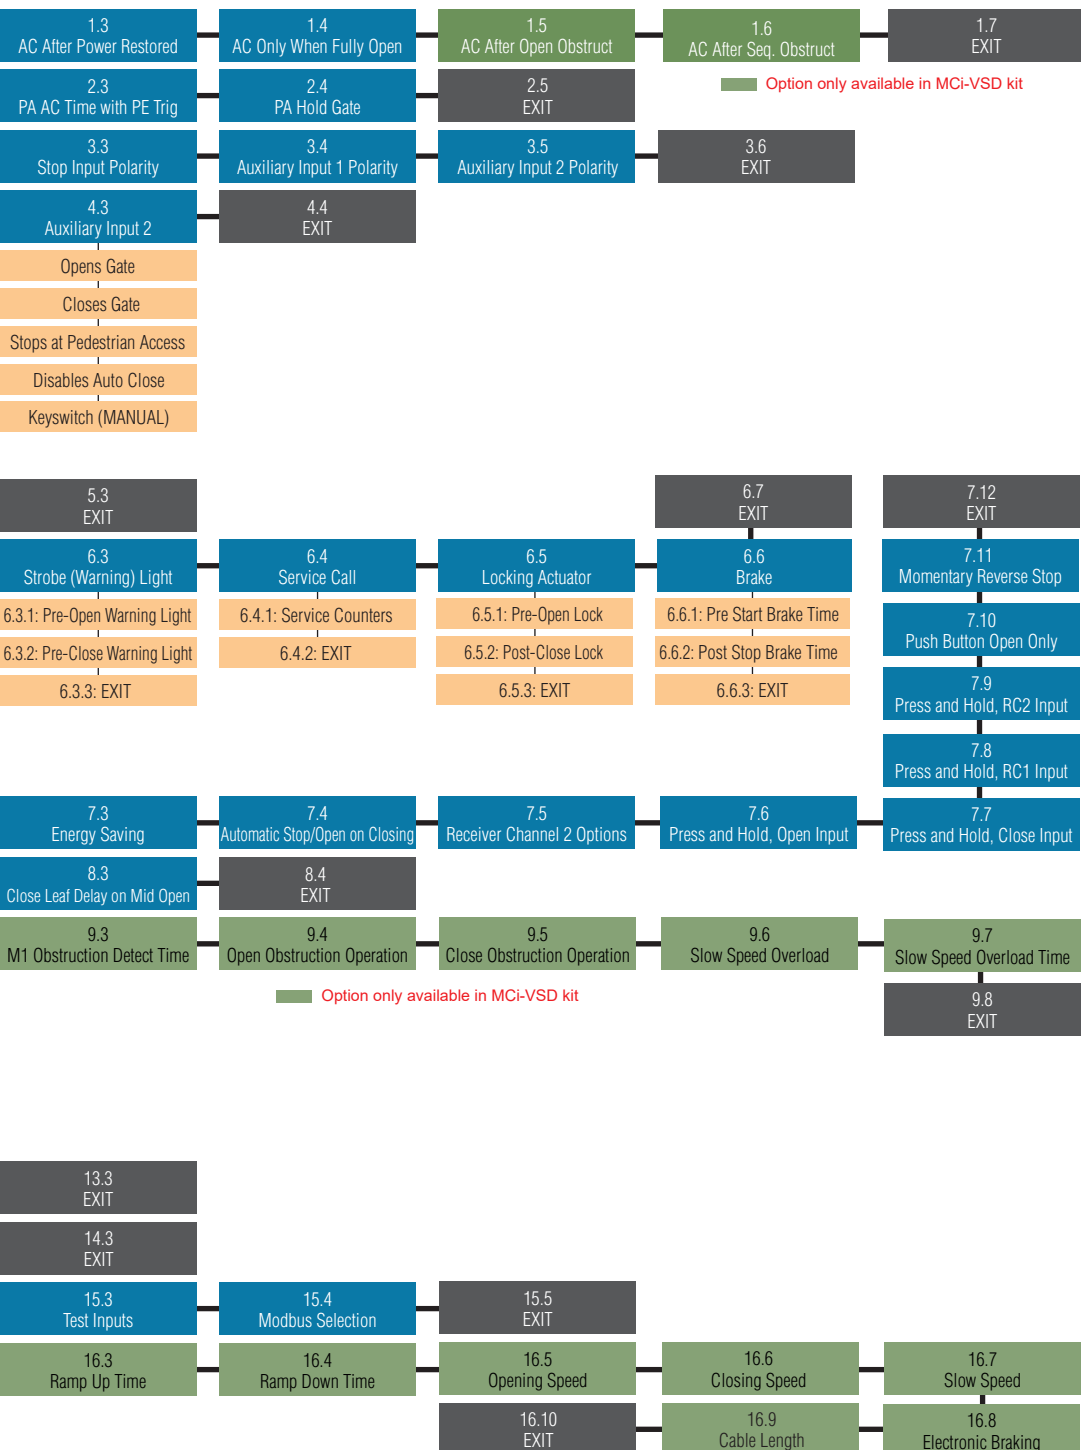 1.3
AC After Power Restored
1.4
AC Only When Fully Open
1.5
AC After Open Obstruct
1.6
AC After Seq. Obstruct
1.7
EXIT
2.3
PA AC Time with PE Trig
2.4
PA Hold Gate
2.5
EXIT
Option only available in MCi-VSD kit
3.3
Stop Input Polarity
3.4
Auxiliary Input 1 Polarity
3.5
Auxiliary Input 2 Polarity
3.6
EXIT
4.3
Auxiliary Input 2
4.4
EXIT
Opens Gate
Closes Gate
Stops at Pedestrian Access
Disables Auto Close
Keyswitch (MANUAL)
5.3
EXIT
6.7
EXIT
7.12
EXIT
6.3
Strobe (Warning) Light
6.4
Service Call
6.5
Locking Actuator
6.6
Brake
7.11
Momentary Reverse Stop
6.3.1: Pre-Open Warning Light
6.4.1: Service Counters
6.5.1: Pre-Open Lock
6.6.1: Pre Start Brake Time
7.10
Push Button Open Only
6.3.2: Pre-Close Warning Light
6.4.2: EXIT
6.5.2: Post-Close Lock
6.6.2: Post Stop Brake Time
6.3.3: EXIT
6.5.3: EXIT
6.6.3: EXIT
7.9
Press and Hold, RC2 Input
7.8
Press and Hold, RC1 Input
7.3
Energy Saving
7.4
Automatic Stop/Open on Closing
7.5
Receiver Channel 2 Options
7.6
Press and Hold, Open Input
7.7
Press and Hold, Close Input
8.3
Close Leaf Delay on Mid Open
8.4
EXIT
9.3
M1 Obstruction Detect Time
9.4
Open Obstruction Operation
9.5
Close Obstruction Operation
9.6
Slow Speed Overload
9.7
Slow Speed Overload Time
Option only available in MCi-VSD kit
9.8
EXIT
13.3
EXIT
14.3
EXIT
15.3
Test Inputs
15.4
Modbus Selection
15.5
EXIT
16.3
Ramp Up Time
16.4
Ramp Down Time
16.5
Opening Speed
16.6
Closing Speed
16.7
Slow Speed
16.10
EXIT
16.9
Cable Length
16.8
Electronic Braking